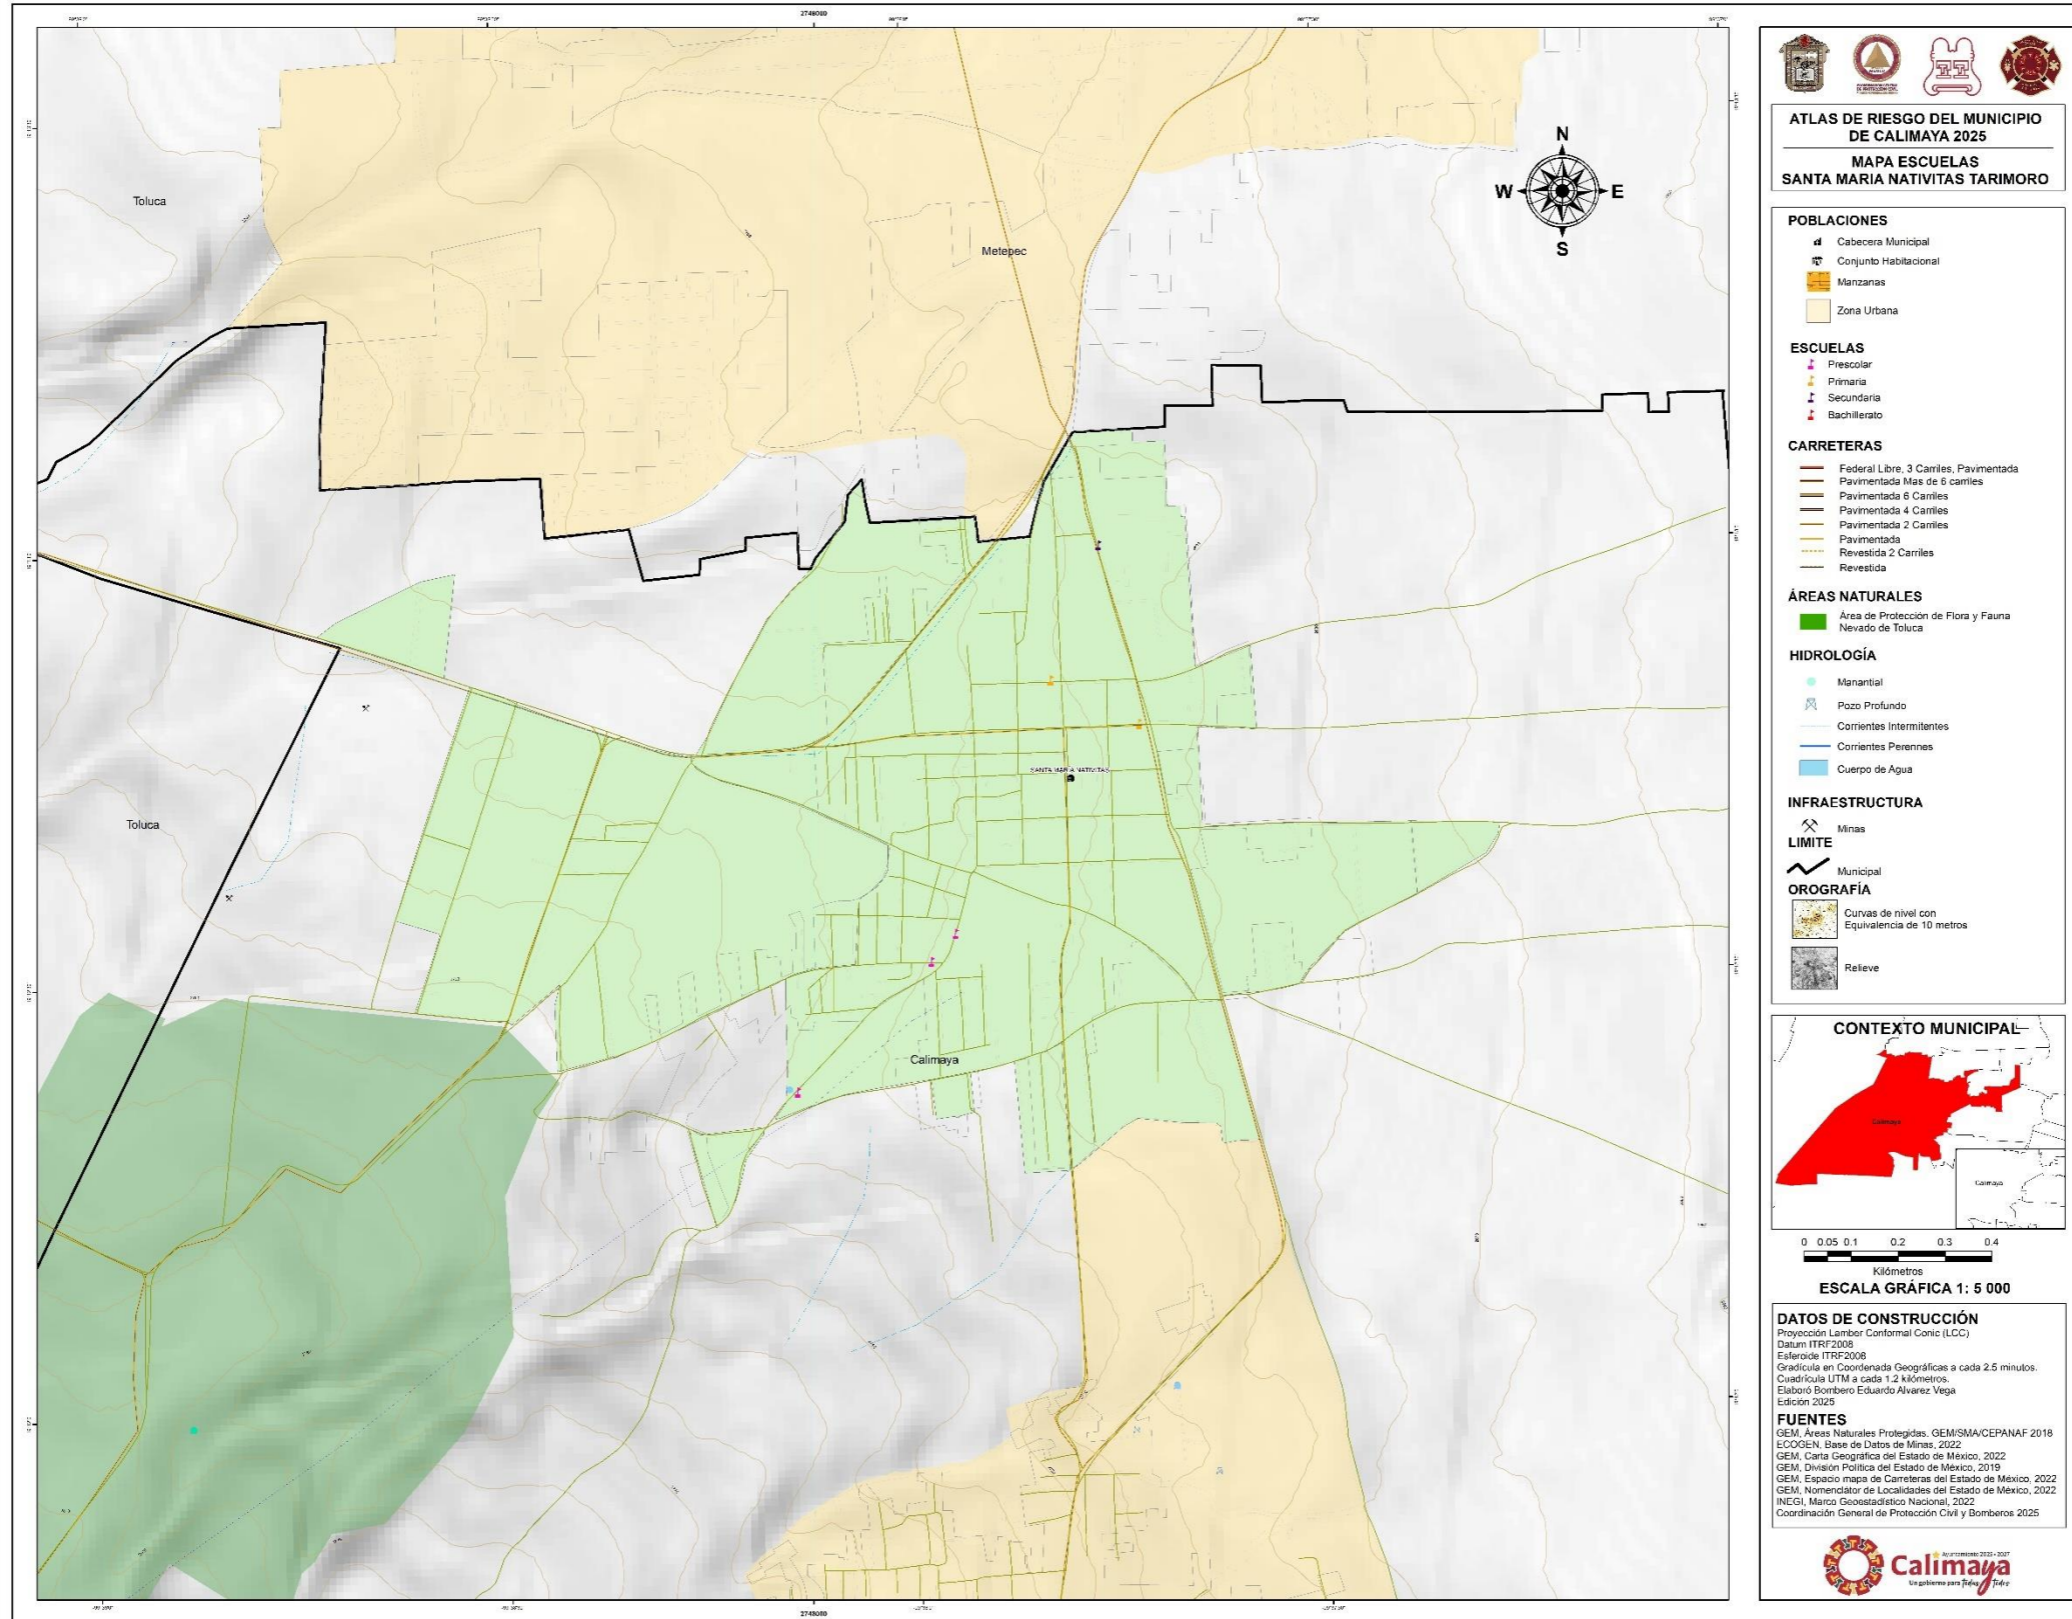 2748000
Toluca
Metepec
N
W
E
S
SANTA MARIA NATIVITAS
Toluca
Calimaya
2748000
ATLAS DE RIESGO DEL MUNICIPIO
DE CALIMAYA 2025
MAPA ESCUELAS
SANTA MARIA NATIVITAS TARIMORO
POBLACIONES
Cabecera Municipal
Conjunto Habitacional
Manzanas
Zona Urbana
ESCUELAS
Prescolar
Primaria
Secundaria
Bachillerato
CARRETERAS
Federal Libre, 3 Carriles, Pavimentada
Pavimentada Mas de 6 carriles
Pavimentada 6 Carriles
Pavimentada 4 Carriles
Pavimentada 2 Carriles
Pavimentada
Revestida 2 Carriles
Revestida
ÁREAS NATURALES
Área de Protección de Flora y Fauna
Nevado de Toluca
HIDROLOGÍA
Manantial
Pozo Profundo
Corrientes Intermitentes
Corrientes Perennes
Cuerpo de Agua
INFRAESTRUCTURA
Minas
LIMITE
Municipal
OROGRAFÍA
Curvas de nivel con
Equivalencia de 10 metros
Relieve
CONTEXTO MUNICIPAL
Calimaya
Calimaya
0 0.05 0.1 0.2 0.3 0.4
Kilómetros
ESCALA GRÁFICA 1: 5 000
DATOS DE CONSTRUCCIÓN
Proyección Lamber Conformal Conic (LCC)
Datum ITRF2008
Esferoide ITRF2008
Gradícula en Coordenada Geográficas a cada 2.5 minutos.
Cuadrícula UTM a cada 1.2 kilómetros.
Elaboró Bombero Eduardo Alvarez Vega
Edición 2025
FUENTES
GEM, Áreas Naturales Protegidas. GEM/SMA/CEPANAF 2018
ECOGEN, Base de Datos de Minas, 2022
GEM, Carta Geográfica del Estado de México, 2022
GEM, División Política del Estado de México, 2019
GEM, Espacio mapa de Carreteras del Estado de México, 2022
GEM, Nomenclátor de Localidades del Estado de México, 2022
INEGI, Marco Geoestadístico Nacional, 2022
Coordinación General de Protección Civil y Bomberos 2025
Ayuntamiento 2025 - 2027
Calimaya
Un gobierno para Todas y Todos